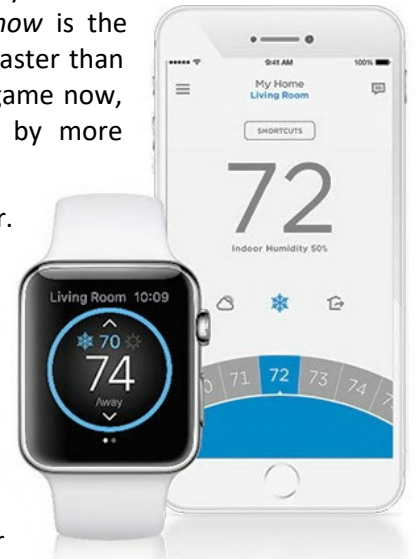 now is the
aster than
game now,
by more
r.
r
9:41 AM 100%
My Home
Living Room
SHORTCUTS
72
Indoor Humidity 50%
71 72 73 74
Living Room 10:09
70
74
Away